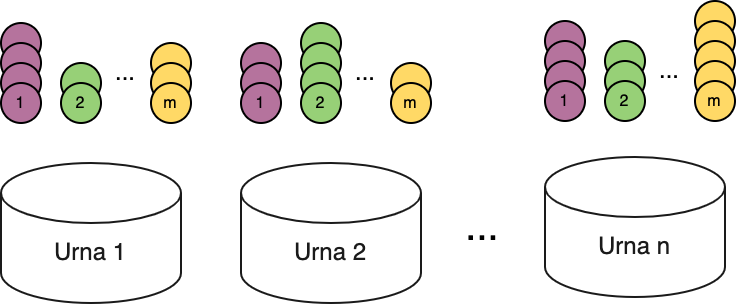 1 2 ... m
1 2 ... m
1 2 ... m
Urna 1
Urna 2
...
Urna n